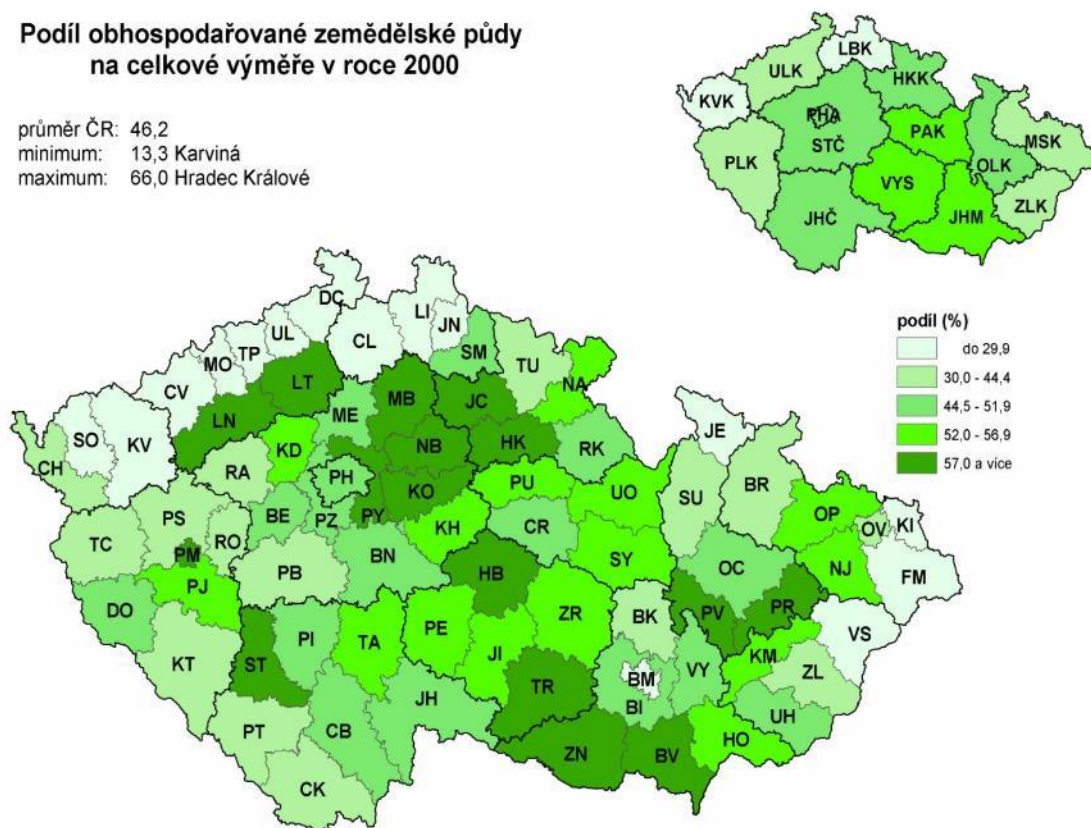 Podíl obhospodařované zemědělské půdy
na celkové výměře v roce 2000
průměr ČR: 46,2
minimum: 13,3 Karviná
maximum: 66,0 Hradec Králové
LBK
ULK
HKK
KVK
PHA
PAK
STČ
MSK
PLK
OLK
VYS
ZLK
JHČ
JHM
podíl (%)
do 29,9
30,0 - 44,4
44,5 - 51,9
52,0 - 56,9
57,0 a více
DC
LI
JN
UL
TP
MO
CL
SM
TU
CV
LT
NA
MB
JC
LN
ME
SO
KV
KD
NB
HK
RK
JE
CH
RA
PH
KO
PU
UO
SU
BR
PS
BE
PZ
PY
OP
KI
OV
TC
RO
KH
CR
PM
BN
SY
OC
NJ
FM
PJ
PB
HB
DO
PV
PR
ZR
BK
VS
KT
ST
PI
TA
PE
JI
KM
ZL
BM
VY
TR
BI
JH
UH
PT
CB
HO
ZN
BV
CK